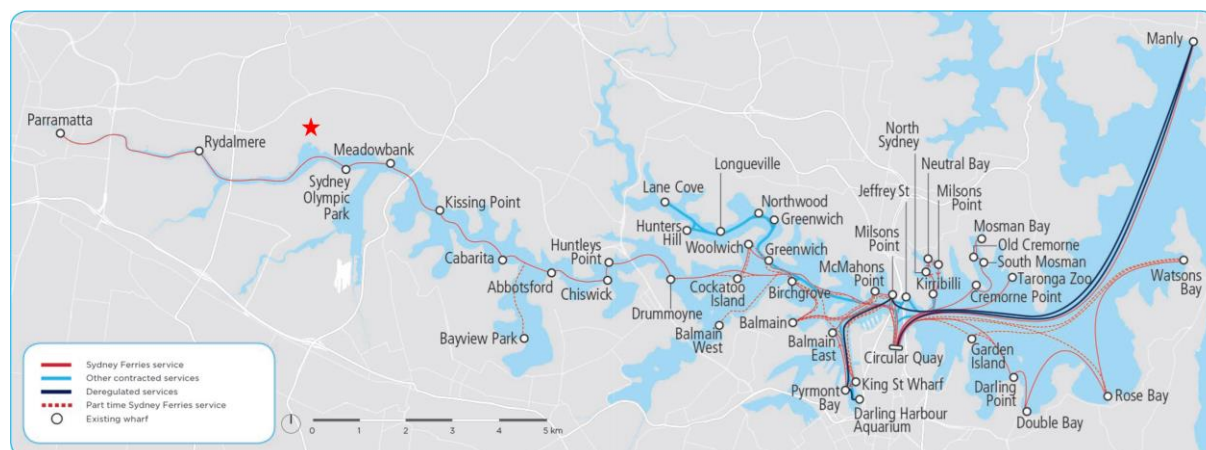 Manly
Parramatta
Rydalmere
Meadowbank
Sydney
Olympic
Park
Kissing Point
Cabarita
Abbotsford
Bayview Park
Huntleys
Point
Chiswick
Drummoyne
Lane Cove
Hunters
Hill
Longueville
Northwood
Greenwich
Woolwich
Greenwich
Cockatoo
Island
Balmain
West
Birchgrove
Balmain
Balmain
East
McMahons
Point
Milsons
Point
Jeffrey St
North
Sydney
Neutral Bay
Milsons
Point
Kirribilli
Mosman Bay
Old Cremorne
South Mosman
Taronga Zoo
Cremorne Point
Watsons
Bay
Circular Quay
King St Wharf
Pyrmont
Bay
Darling Harbour
Aquarium
Garden
Island
Darling
Point
Double Bay
Rose Bay
Sydney Ferries service
Other contracted services
Deregulated services
Part time Sydney Ferries service
Existing wharf
0 1 2 3 4 5 km